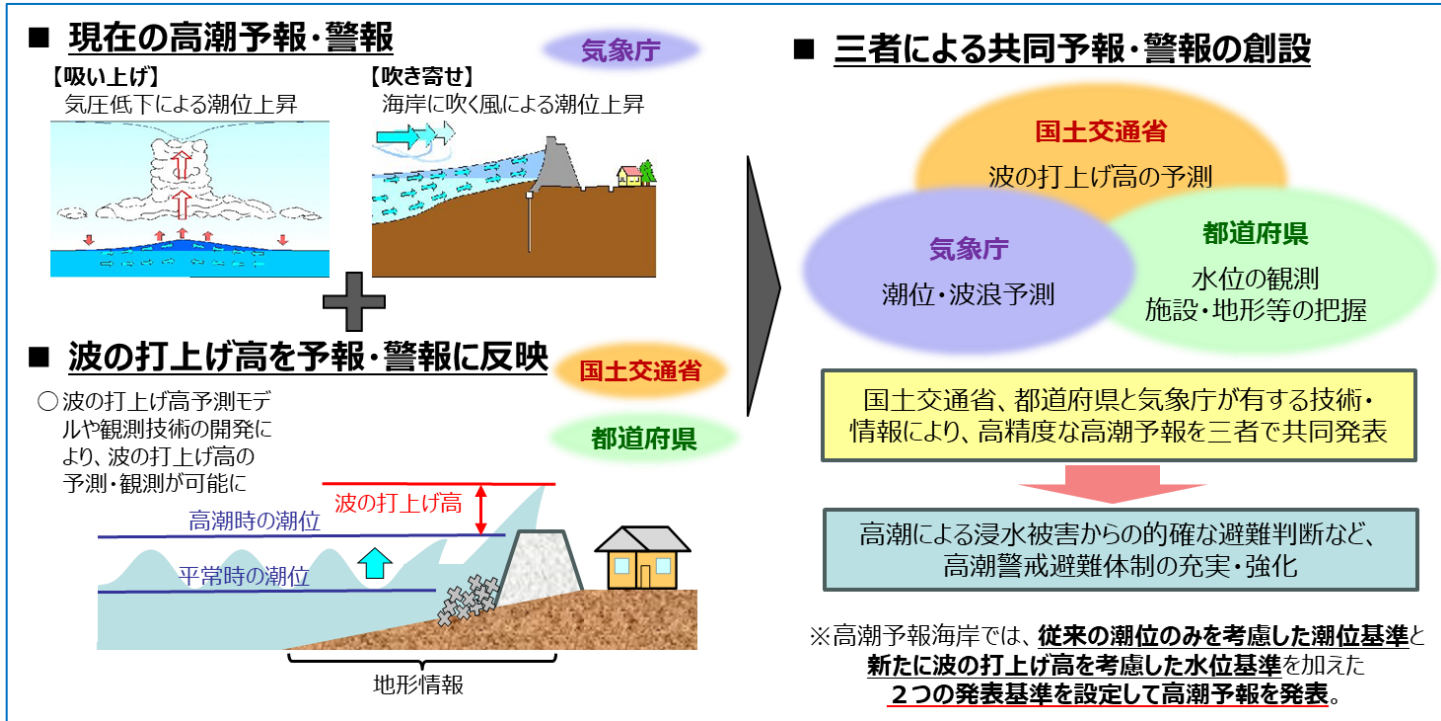 ■ 現在の高潮予報・警報
気象庁
【吸い上げ】
気圧低下による潮位上昇
【吹き寄せ】
海岸に吹く風による潮位上昇
■ 波の打上げ高を予報・警報に反映
国土交通省
都道府県
○波の打上げ高予測モデ
ルや観測技術の開発に
より、波の打上げ高の
予測・観測が可能に
波の打上げ高
高潮時の潮位
平常時の潮位
地形情報
■ 三者による共同予報・警報の創設
国土交通省
波の打上げ高の予測
気象庁
潮位・波浪予測
都道府県
水位の観測
施設・地形等の把握
国土交通省、都道府県と気象庁が有する技術・
情報により、高精度な高潮予報を三者で共同発表
高潮による浸水被害からの的確な避難判断など、
高潮警戒避難体制の充実・強化
※高潮予報海岸では、従来の潮位のみを考慮した潮位基準と
新たに波の打上げ高を考慮した水位基準を加えた
２つの発表基準を設定して高潮予報を発表。